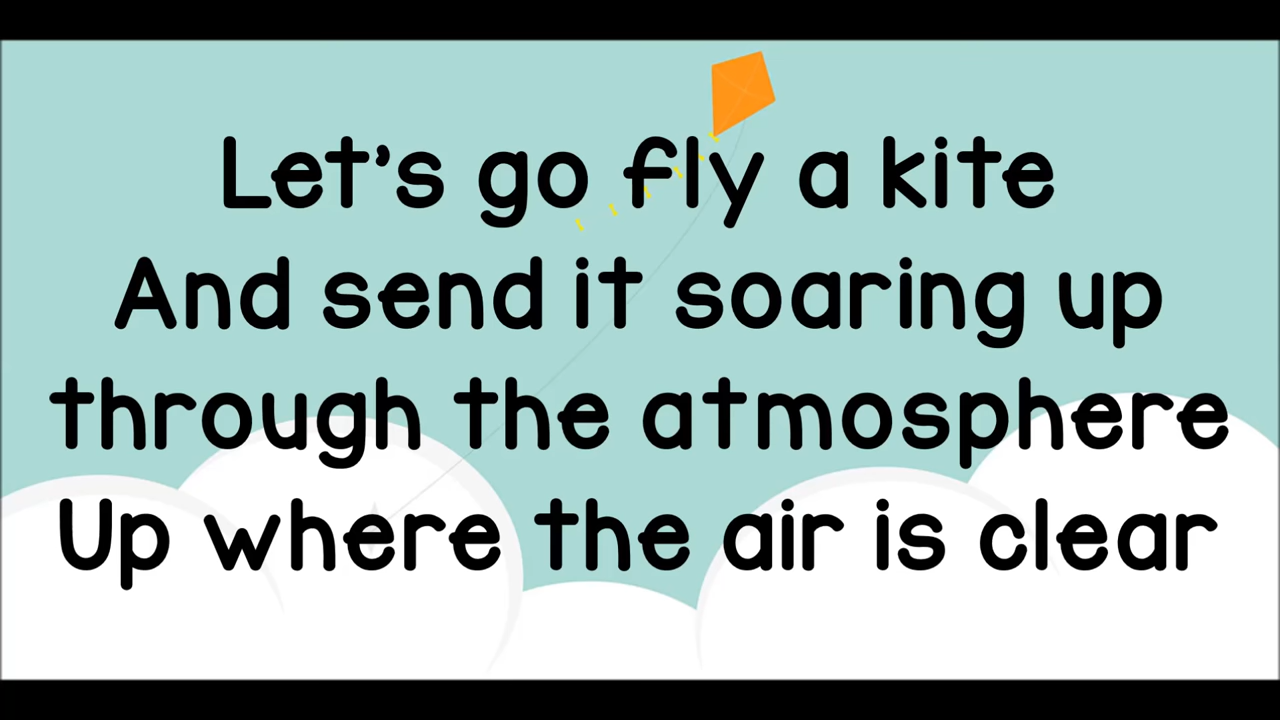 Let's go fly a kite
And send it soaring up
through the atmosphere
Up where the air is clear